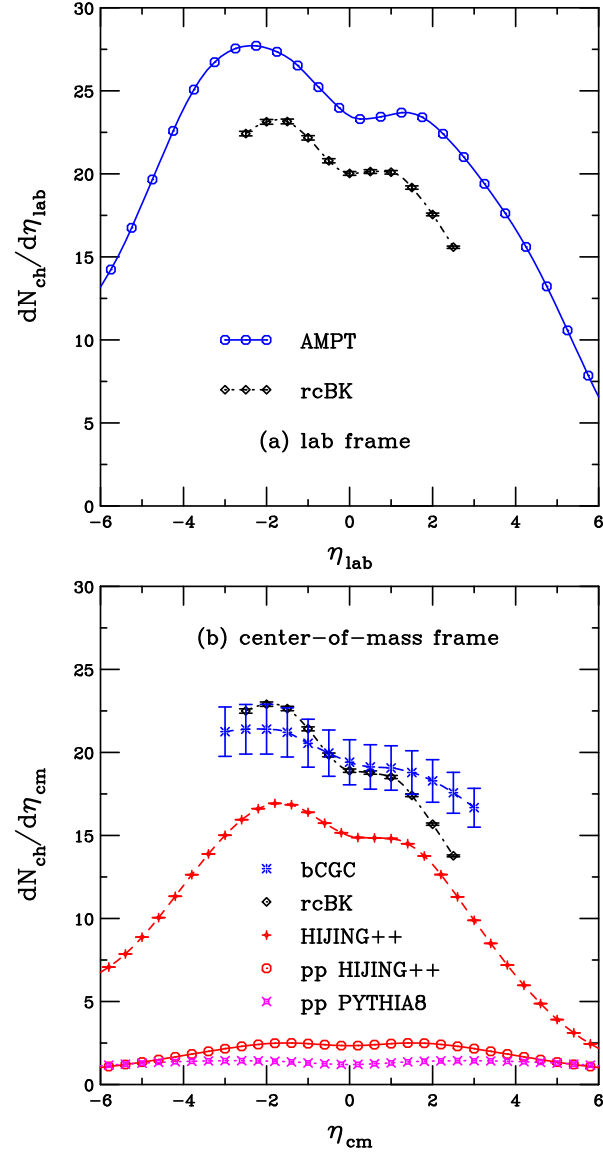 30
25
20
15
10
5
0
dN_ch/dη_lab
AMPT
rcBK
(a) lab frame
−6 −4 −2 0 2 4 6
η_lab
30
25
20
15
10
5
0
dN_ch/dη_cm
(b) center−of−mass frame
bCGC
rcBK
HIJING++
pp HIJING++
pp PYTHIA8
−6 −4 −2 0 2 4 6
η_cm